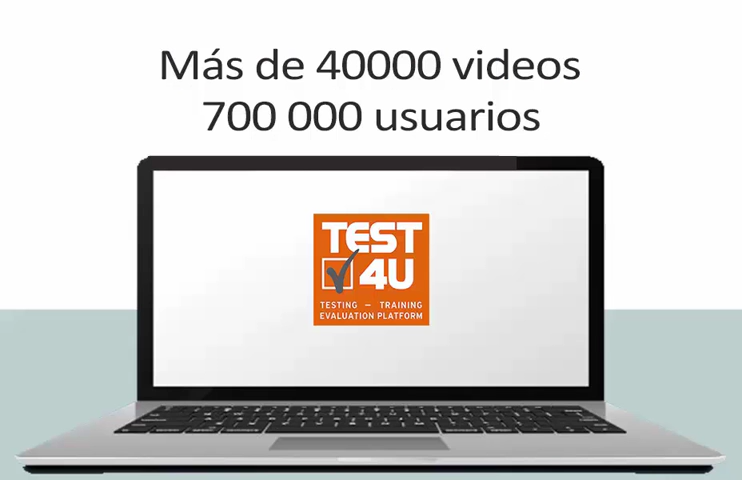 Más de 40000 videos
700 000 usuarios
TEST
4U
TESTING – TRAINING
EVALUATION PLATFORM